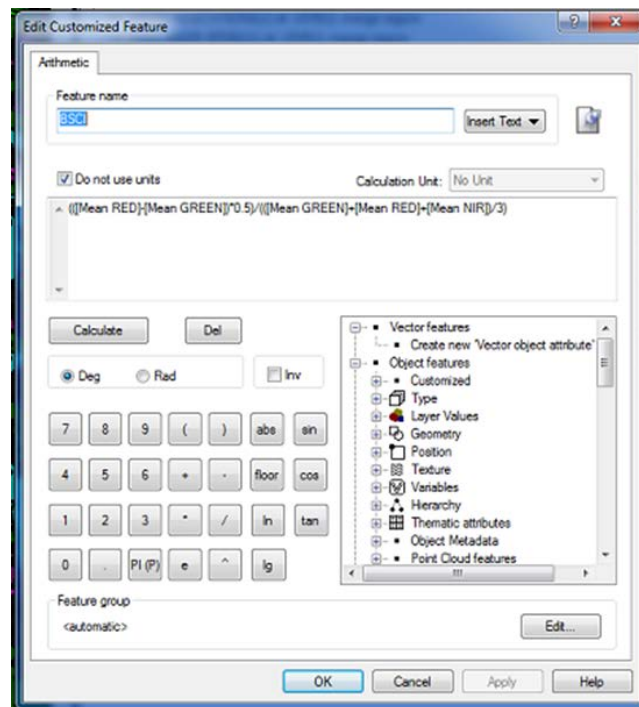 Edit Customized Feature
Arithmetic
Feature name
BSCI
Insert Text
Do not use units
Calculation Unit: No Unit
(([Mean RED]-[Mean GREEN])*0.5)/(([Mean GREEN]+[Mean RED]+[Mean NIR])/3)
Calculate
Del
Deg
Rad
Inv
7 8 9 ( ) abs sin
4 5 6 + - floor cos
1 2 3 * / ln tan
0 . PI (P) e ^ lg
Vector features
Create new 'Vector object attribute'
Object features
Customized
Type
Layer Values
Geometry
Position
Texture
Variables
Hierarchy
Thematic attributes
Object Metadata
Point Cloud features
Feature group
<automatic>
Edit...
OK
Cancel
Apply
Help